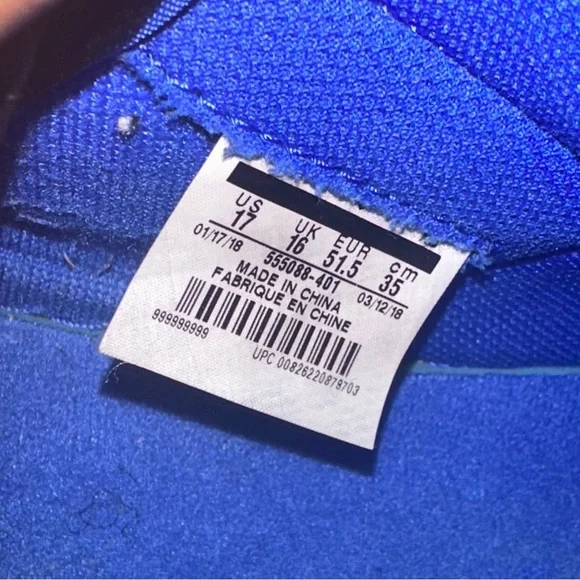 US UK EUR cm
17 16 51.5 35
01/17/18 555088-401 03/12/18
MADE IN CHINA
FABRIQUE EN CHINE
999999999
UPC 00826220879703